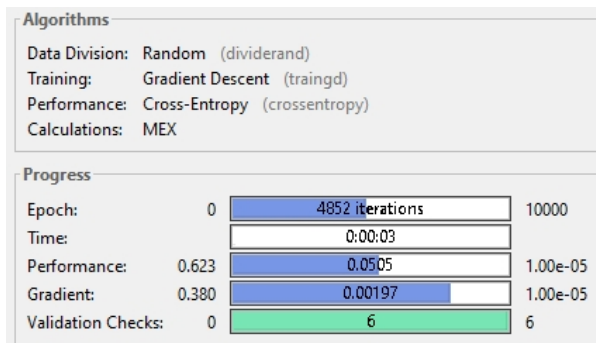 Algorithms
Data Division: Random (dividerand)
Training: Gradient Descent (traingd)
Performance: Cross-Entropy (crossentropy)
Calculations: MEX
Progress
Epoch: 0 4852 iterations 10000
Time: 0:00:03
Performance: 0.623 0.0505 1.00e-05
Gradient: 0.380 0.00197 1.00e-05
Validation Checks: 0 6 6